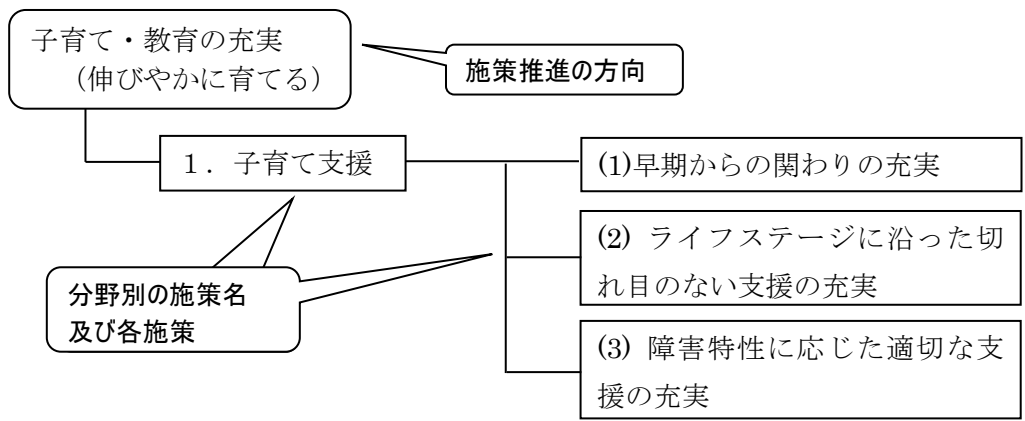 子育て・教育の充実
（伸びやかに育てる）
施策推進の方向
１．子育て支援
(1)早期からの関わりの充実
(2) ライフステージに沿った切
れ目のない支援の充実
分野別の施策名
及び各施策
(3) 障害特性に応じた適切な支
援の充実